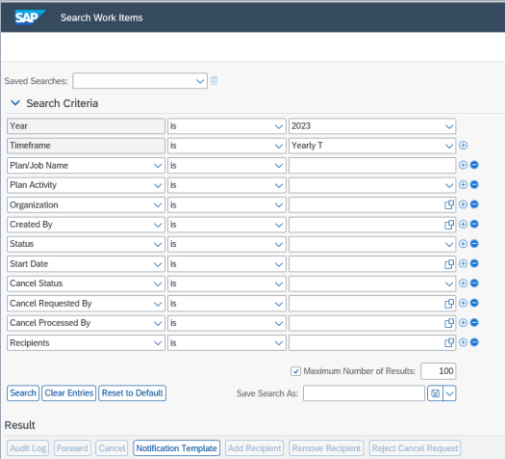 SAP Search Work Items
Saved Searches:
Search Criteria
Year is 2023
Timeframe is Yearly T
Plan/Job Name is
Plan Activity is
Organization is
Created By is
Status is
Start Date is
Cancel Status is
Cancel Requested By is
Cancel Processed By is
Recipients is
Maximum Number of Results: 100
Search Clear Entries Reset to Default Save Search As:
Result
Audit Log Forward Cancel Notification Template Add Recipient Remove Recipient Reject Cancel Request